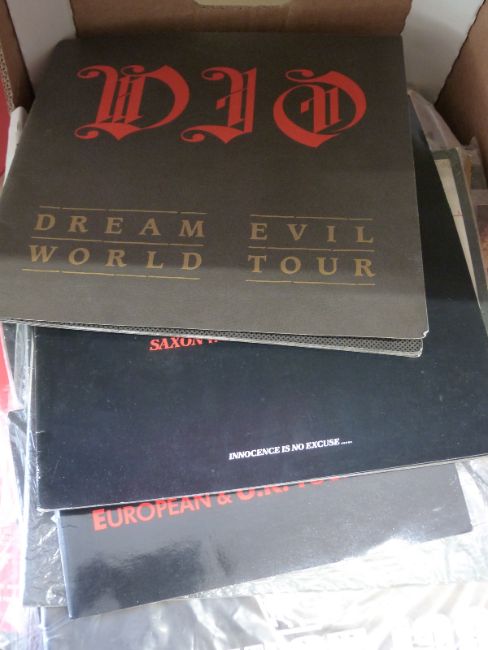 DIO
DREAM EVIL
WORLD TOUR
SAXON
INNOCENCE IS NO EXCUSE .....
EUROPEAN & U.K.